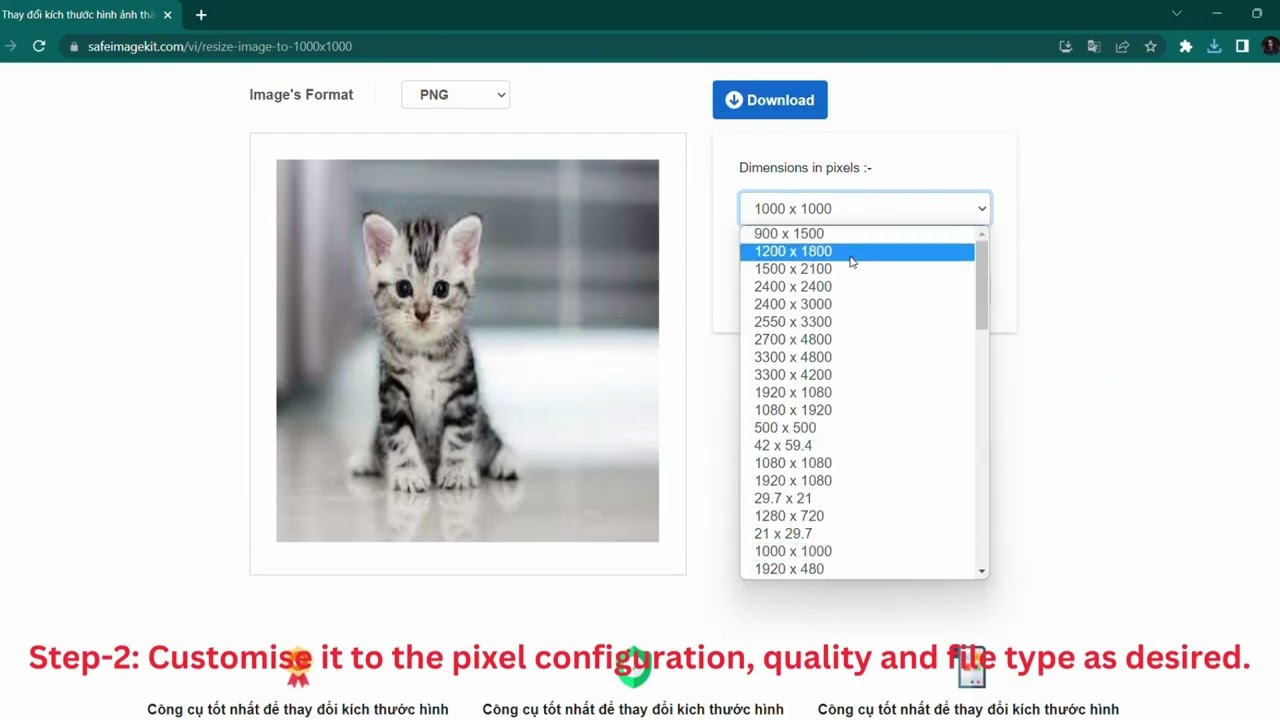 Thay đổi kích thước hình ảnh thà
safeimagekit.com/vi/resize-image-to-1000x1000
Image's Format
PNG
Download
Dimensions in pixels :-
1000 x 1000
900 x 1500
1200 x 1800
1500 x 2100
2400 x 2400
2400 x 3000
2550 x 3300
2700 x 4800
3300 x 4800
3300 x 4200
1920 x 1080
1080 x 1920
500 x 500
42 x 59.4
1080 x 1080
1920 x 1080
29.7 x 21
1280 x 720
21 x 29.7
1000 x 1000
1920 x 480
Step-2: Customise it to the pixel configuration, quality and file type as desired.
Công cụ tốt nhất để thay đổi kích thước hình
Công cụ tốt nhất để thay đổi kích thước hình
Công cụ tốt nhất để thay đổi kích thước hình